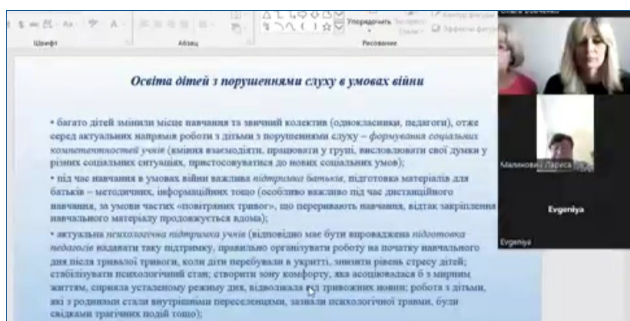 Шрифт
Абзац
Упорядочить
Рисование
Контур фигуры
Эффекты фигур
Освіта дітей з порушеннями слуху в умовах війни
• багато дітей змінили місце навчання та звичний колектив (однокласники, педагоги), отже
серед актуальних напрямів роботи з дітьми з порушеннями слуху – формування соціальних
компетентностей учнів (вміння взаємодіяти, працювати у групі, висловлювати свої думки у
різних соціальних ситуаціях, пристосовуватися до нових соціальних умов);
• під час навчання в умовах війни важлива підтримка батьків, підготовка матеріалів для
батьків – методичних, інформаційних тощо (особливо важливо під час дистанційного
навчання, за умови частих «повітряних тривог», що переривають навчання, відтак закріплення
навчального матеріалу продовжується вдома);
• актуальна психологічна підтримка учнів (відповідно має бути впроваджена підготовка
педагогів надавати таку підтримку, правильно організувати роботу на початку навчального
дня після тривалої тривоги, коли діти перебували в укритті, знизити рівень стресу дітей;
стабілізувати психологічний стан; створити зону комфорту, яка асоціювалася б з мирним
життям, сприяла усталеному режиму дня, відволікала від тривожних новин; робота з дітьми,
які з родинами стали внутрішніми переселенцями, зазнали психологічної травми, були
свідками трагічних подій тощо);
Лариса
Evgeniya
Evgeniya